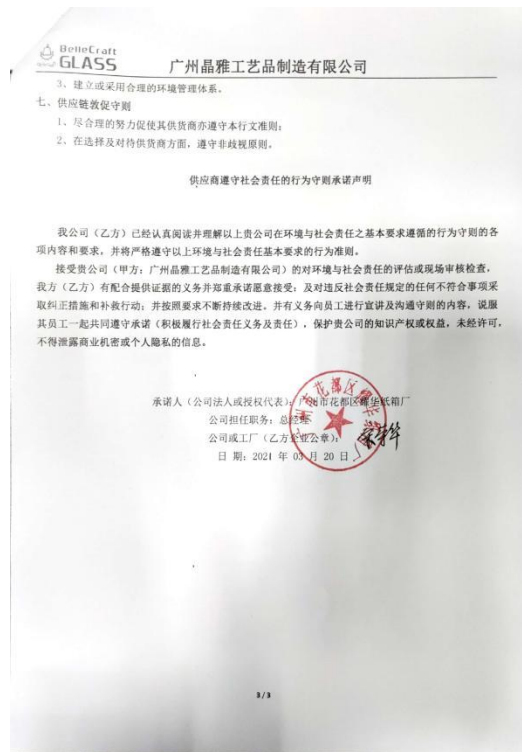 BelleCraft
GLASS
广州晶雅工艺品制造有限公司
3、建立或采用合理的环境管理体系。
七、供应链敦促守则
1、尽合理的努力促使其供货商亦遵守本行文准则；
2、在选择及对待供货商方面，遵守非歧视原则。
供应商遵守社会责任的行为守则承诺声明
我公司（乙方）已经认真阅读并理解以上贵公司在环境与社会责任之基本要求遵循的行为守则的各
项内容和要求，并将严格遵守以上环境与社会责任基本要求的行为准则。
接受贵公司（甲方：广州晶雅工艺品制造有限公司）的对环境与社会责任的评估或现场审核检查，
我方（乙方）有配合提供证据的义务并郑重承诺愿意接受；及对违反社会责任规定的任何不符合事项采
取纠正措施和补救行动；并按照要求不断持续改进。并有义务向员工进行宣讲及沟通守则的内容，说服
其员工一起共同遵守承诺（积极履行社会责任义务及责任），保护贵公司的知识产权或权益，未经许可，
不得泄露商业机密或个人隐私的信息。
承诺人（公司法人或授权代表）：广州市花都区辉华纸箱厂
公司担任职务：总经理
公司或工厂（乙方企业公章）：
日 期：2021 年 03 月 20 日
3/3